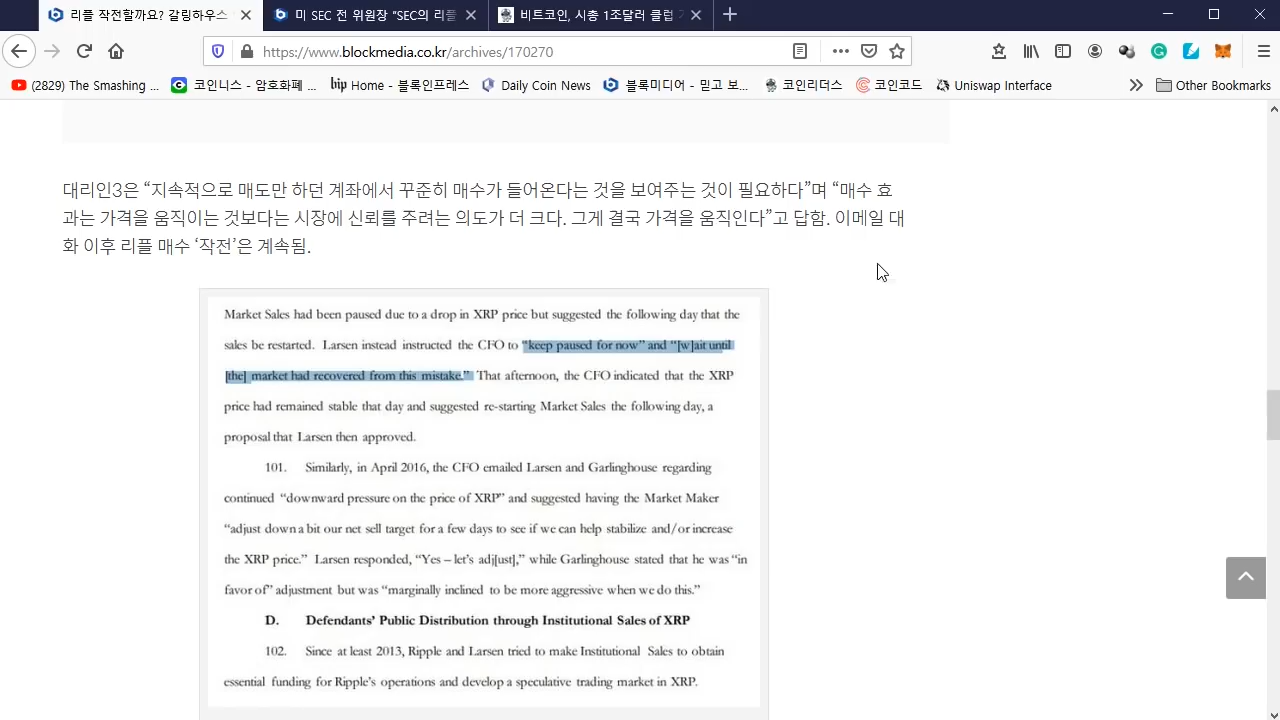 리플 작전할까요? 갈링하우스
미 SEC 전 위원장 "SEC의 리플
비트코인, 시총 1조달러 클럽
https://www.blockmedia.co.kr/archives/170270
(2829) The Smashing ...
코인니스 - 암호화폐 ...
bip Home - 블록인프레스
Daily Coin News
블록미디어 - 믿고 보...
코인리더스
코인코드
Uniswap Interface
Other Bookmarks
대리인3은 “지속적으로 매도만 하던 계좌에서 꾸준히 매수가 들어온다는 것을 보여주는 것이 필요하다”며 “매수 효
과는 가격을 움직이는 것보다는 시장에 신뢰를 주려는 의도가 더 크다. 그게 결국 가격을 움직인다”고 답함. 이메일 대
화 이후 리플 매수 ‘작전’은 계속됨.
Market Sales had been paused due to a drop in XRP price but suggested the following day that the
sales be restarted. Larsen instead instructed the CFO to “keep paused for now” and “[w]ait until
[the] market had recovered from this mistake.” That afternoon, the CFO indicated that the XRP
price had remained stable that day and suggested re-starting Market Sales the following day, a
proposal that Larsen then approved.
101. Similarly, in April 2016, the CFO emailed Larsen and Garlinghouse regarding
continued “downward pressure on the price of XRP” and suggested having the Market Maker
“adjust down a bit our net sell target for a few days to see if we can help stabilize and/or increase
the XRP price.” Larsen responded, “Yes – let’s adj[ust],” while Garlinghouse stated that he was “in
favor of” adjustment but was “marginally inclined to be more aggressive when we do this.”
D. Defendants’ Public Distribution through Institutional Sales of XRP
102. Since at least 2013, Ripple and Larsen tried to make Institutional Sales to obtain
essential funding for Ripple’s operations and develop a speculative trading market in XRP.